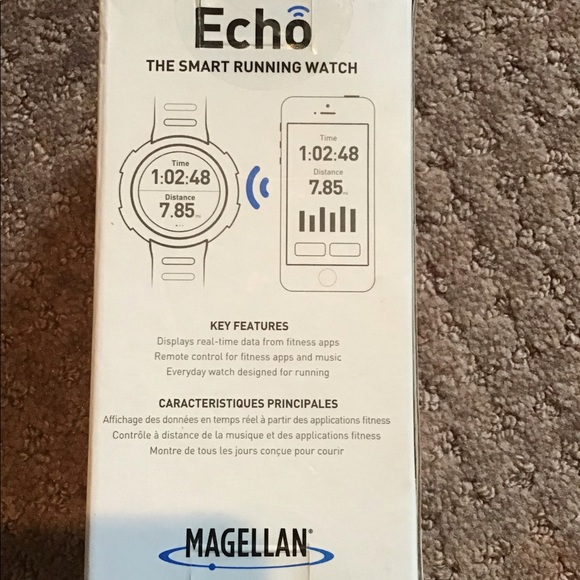 Echo
THE SMART RUNNING WATCH
Time
1:02:48
Distance
7.85
Time
1:02:48
Distance
7.85
KEY FEATURES
Displays real-time data from fitness apps
Remote control for fitness apps and music
Everyday watch designed for running
CARACTERISTIQUES PRINCIPALES
Affichage des données en temps réel à partir des applications fitness
Contrôle à distance de la musique et des applications fitness
Montre de tous les jours conçue pour courir
MAGELLAN®